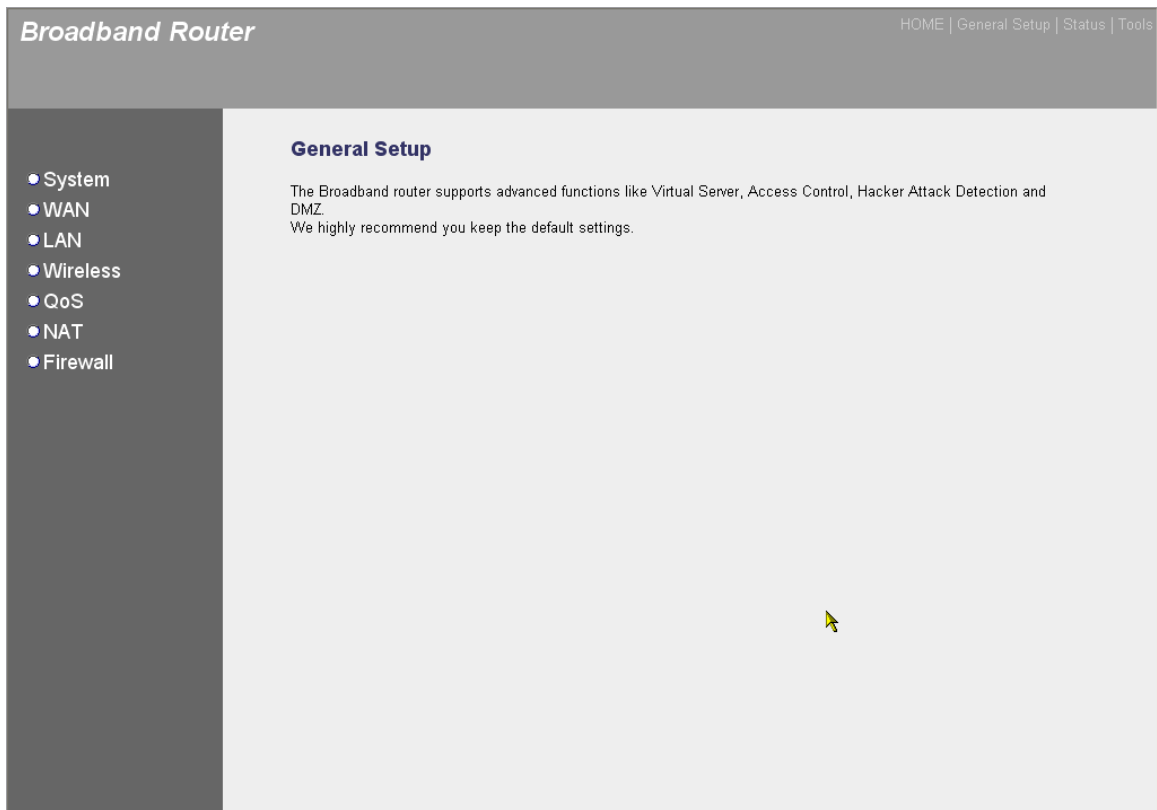 Broadband Router
HOME | General Setup | Status | Tools
System
WAN
LAN
Wireless
QoS
NAT
Firewall
General Setup
The Broadband router supports advanced functions like Virtual Server, Access Control, Hacker Attack Detection and
DMZ.
We highly recommend you keep the default settings.